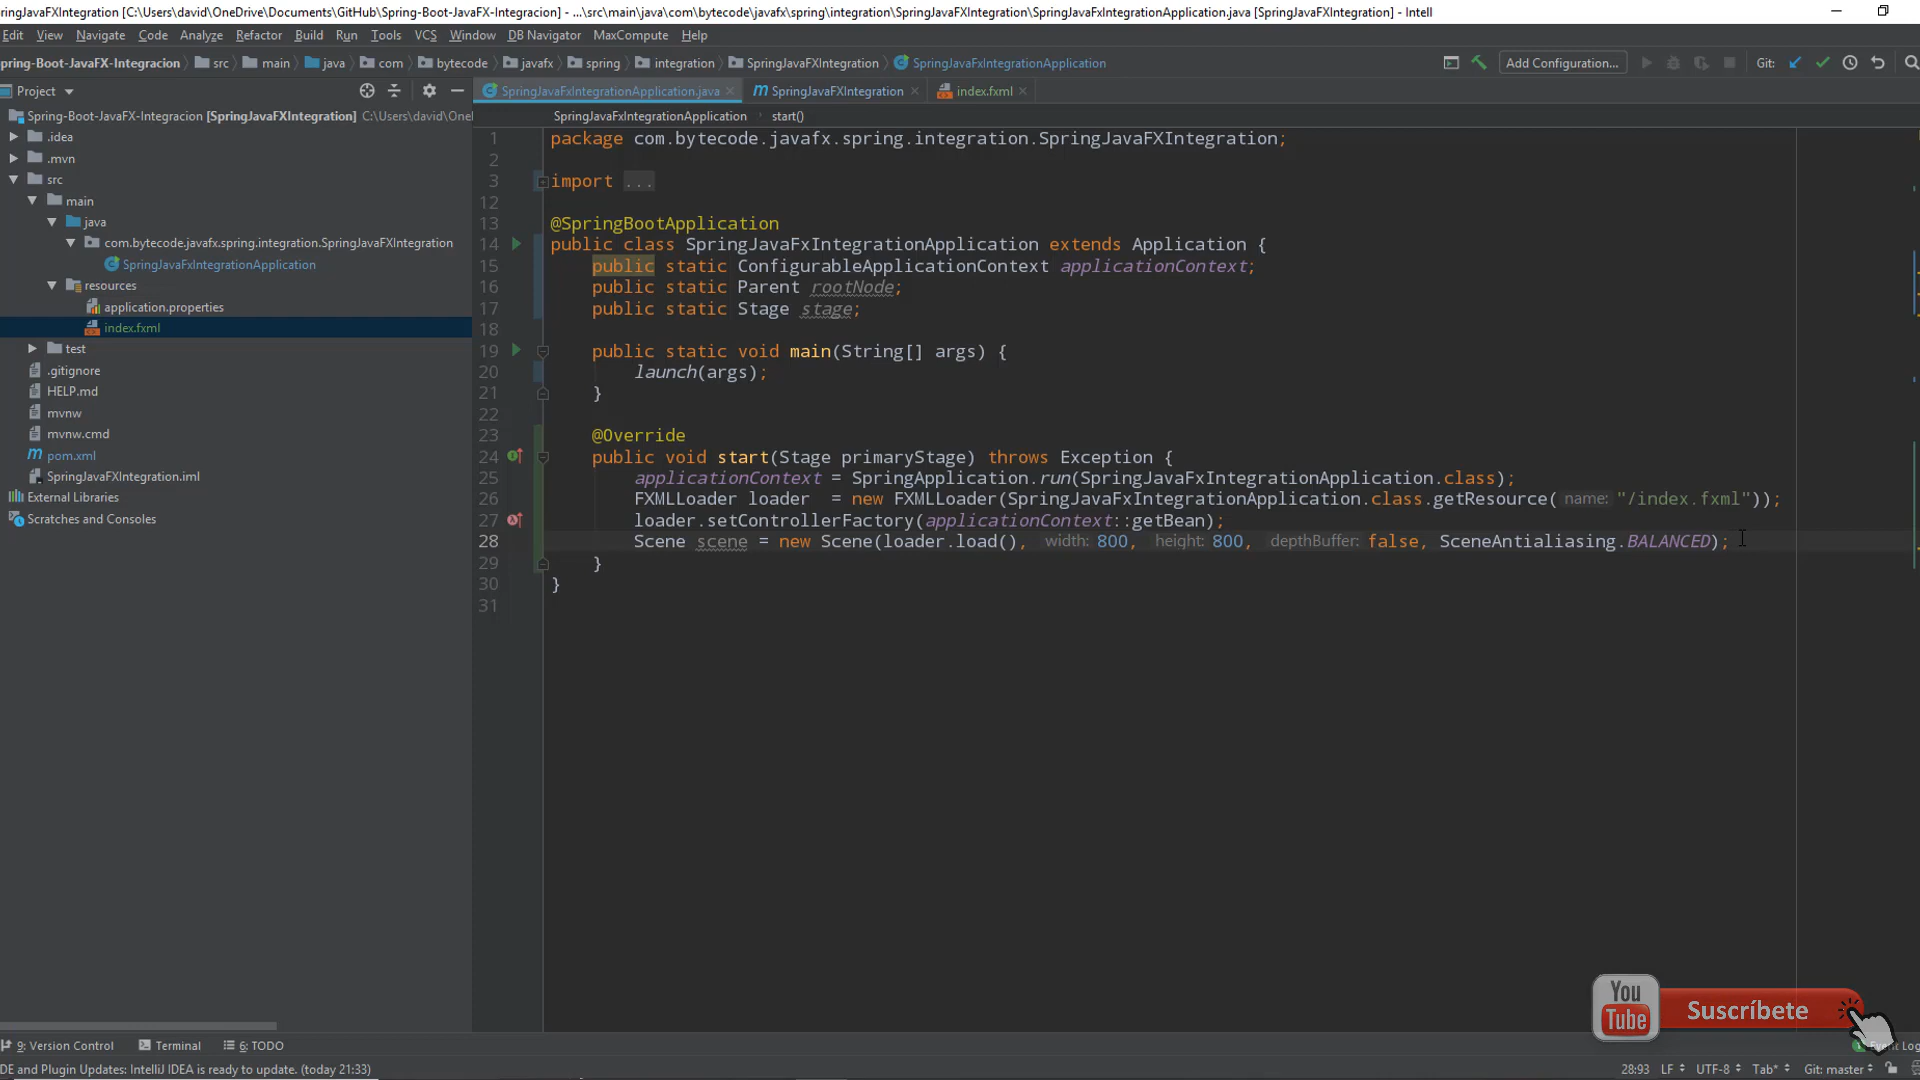 ringJavaFXIntegration [C:\Users\david\OneDrive\Documents\GitHub\Spring-Boot-JavaFX-Integracion] - ...\src\main\java\com\bytecode\javafx\spring\integration\SpringJavaFXIntegration\SpringJavaFxIntegrationApplication.java [SpringJavaFXIntegration] - Intell
Edit View Navigate Code Analyze Refactor Build Run Tools VCS Window DB Navigator MaxCompute Help
pring-Boot-JavaFX-Integracion src main java com bytecode javafx spring integration SpringJavaFXIntegration SpringJavaFxIntegrationApplication Add Configuration... Git:
Project SpringJavaFxIntegrationApplication.java SpringJavaFXIntegration index.fxml
Spring-Boot-JavaFX-Integracion [SpringJavaFXIntegration] C:\Users\david\Onel
.idea
.mvn
src
main
java
com.bytecode.javafx.spring.integration.SpringJavaFXIntegration
SpringJavaFxIntegrationApplication
resources
application.properties
index.fxml
test
.gitignore
HELP.md
mvnw
mvnw.cmd
pom.xml
SpringJavaFXIntegration.iml
External Libraries
Scratches and Consoles
SpringJavaFxIntegrationApplication start()
1 package com.bytecode.javafx.spring.integration.SpringJavaFXIntegration;
2
3 import ...
12
13 @SpringBootApplication
14 public class SpringJavaFxIntegrationApplication extends Application {
15 public static ConfigurableApplicationContext applicationContext;
16 public static Parent rootNode;
17 public static Stage stage;
18
19 public static void main(String[] args) {
20 launch(args);
21 }
22
23 @Override
24 public void start(Stage primaryStage) throws Exception {
25 applicationContext = SpringApplication.run(SpringJavaFxIntegrationApplication.class);
26 FXMLLoader loader  = new FXMLLoader(SpringJavaFxIntegrationApplication.class.getResource( name: "/index.fxml"));
27 loader.setControllerFactory(applicationContext::getBean);
28 Scene scene = new Scene(loader.load(), width: 800, height: 800, depthBuffer: false, SceneAntialiasing.BALANCED);
29 }
30 }
31
You Tube Suscríbete
9: Version Control Terminal 6: TODO Event Log
DE and Plugin Updates: IntelliJ IDEA is ready to update. (today 21:33) 28:93 LF UTF-8 Tab* Git: master